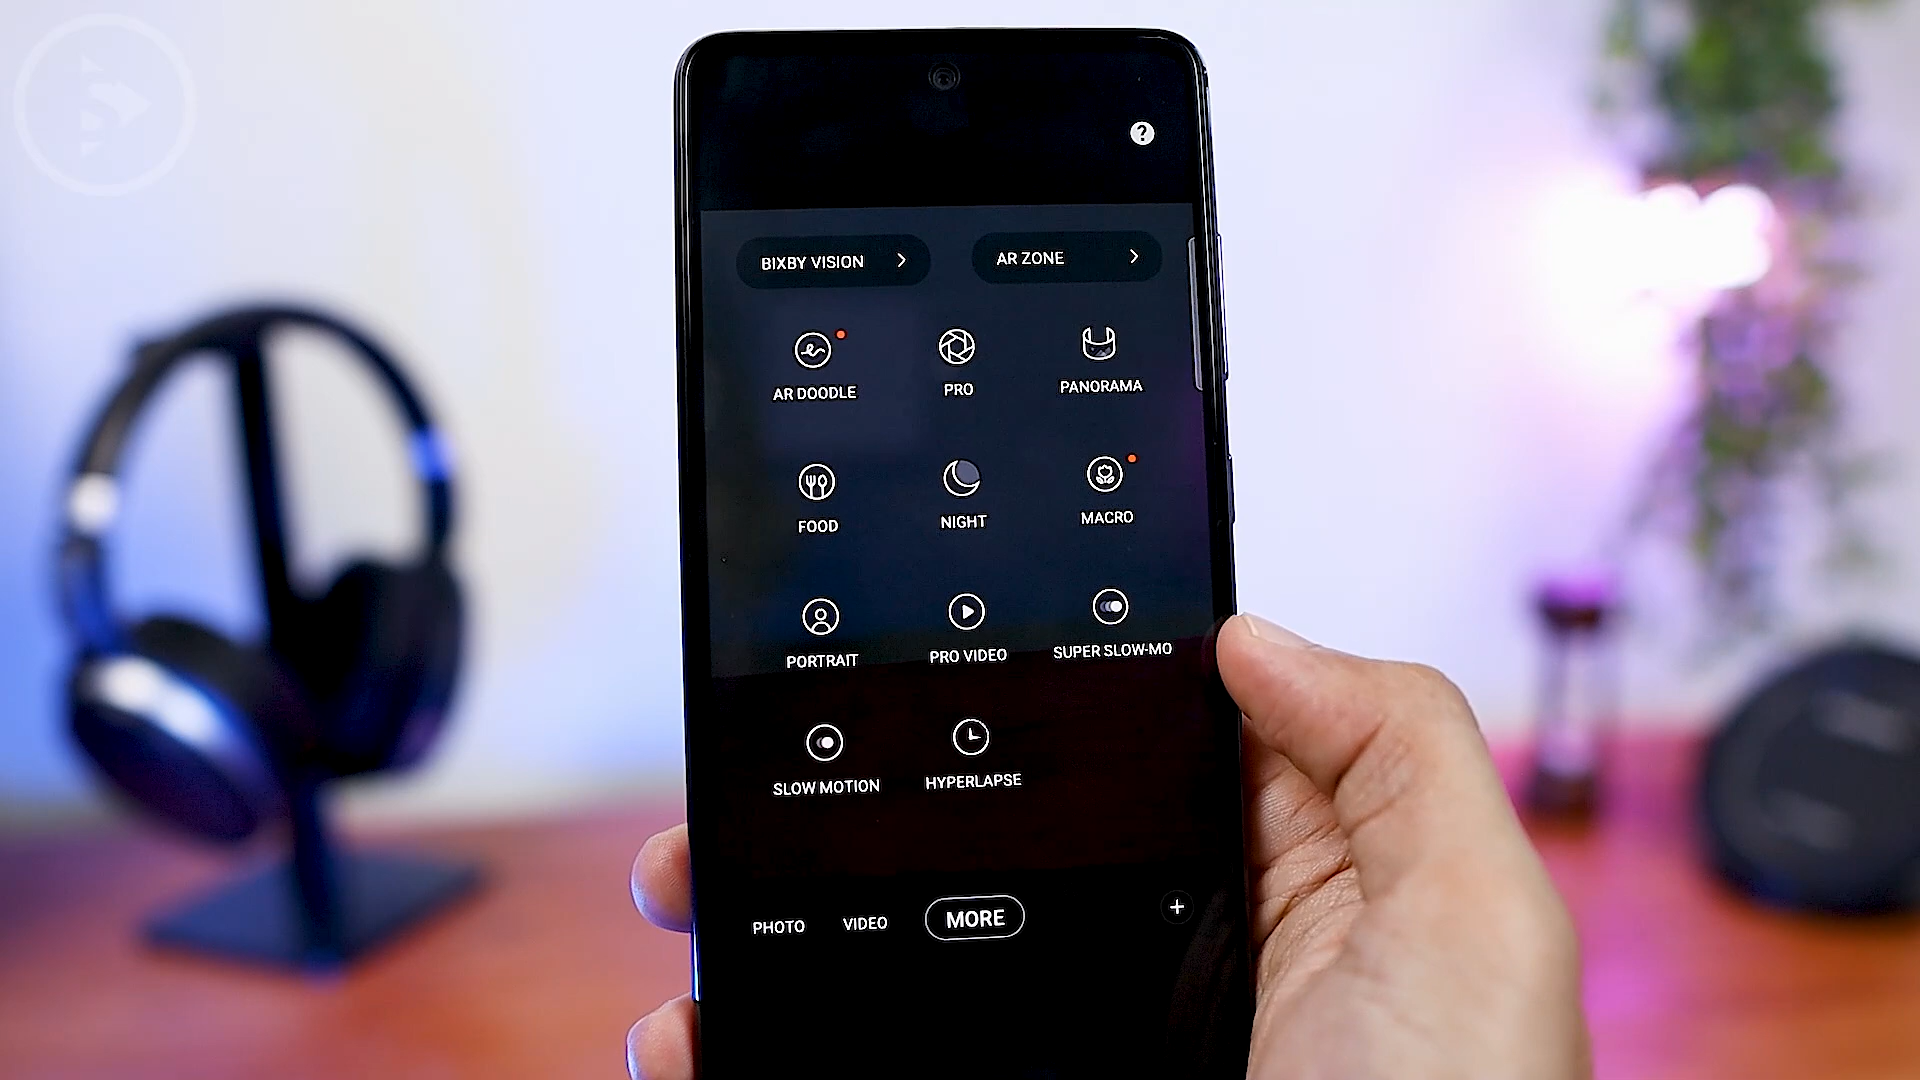 ?
BIXBY VISION > AR ZONE >
AR DOODLE PRO PANORAMA
FOOD NIGHT MACRO
PORTRAIT PRO VIDEO SUPER SLOW-MO
SLOW MOTION HYPERLAPSE
PHOTO VIDEO MORE +